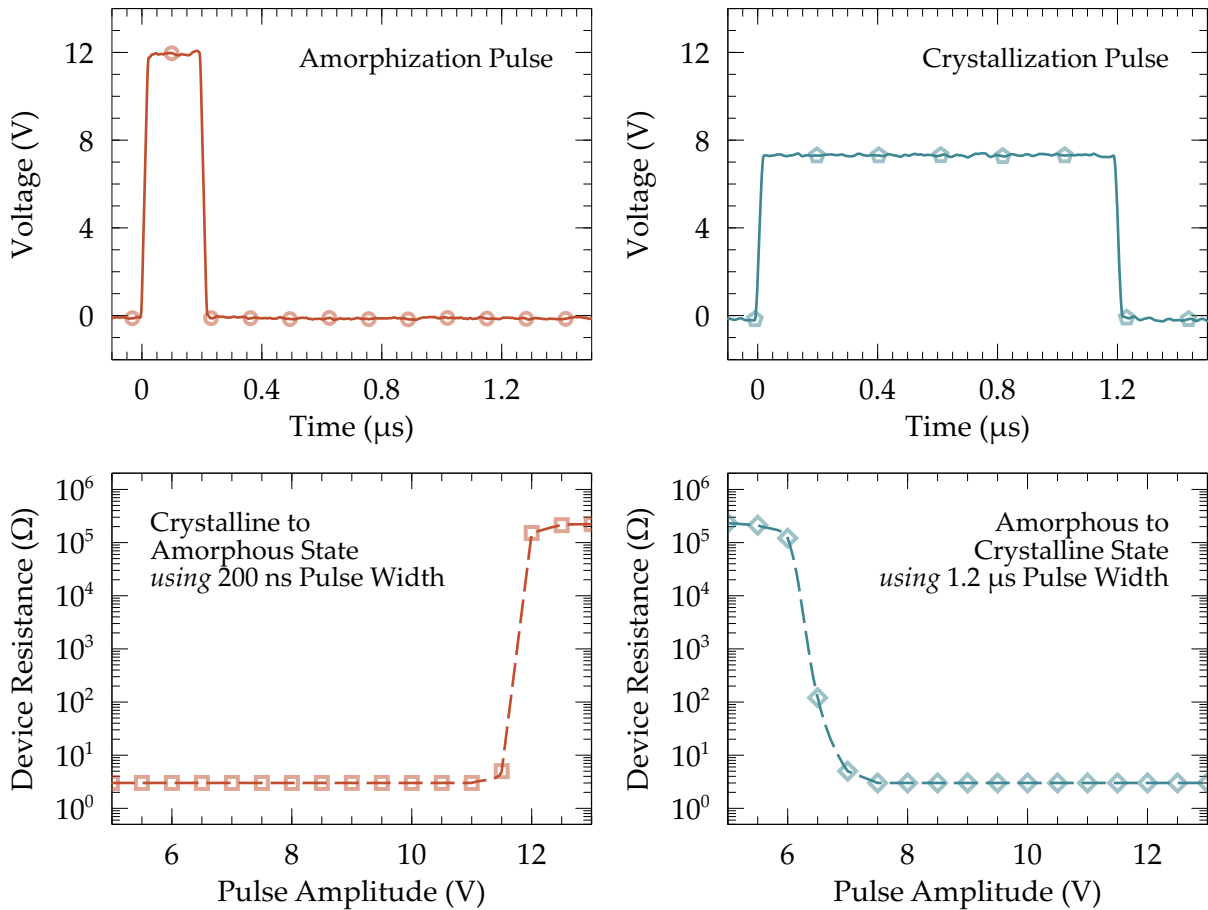 Amorphization Pulse
Voltage (V)
12
8
4
0
0
0.4
0.8
1.2
Time (µs)
Crystallization Pulse
Voltage (V)
12
8
4
0
0
0.4
0.8
1.2
Time (µs)
Crystalline to
Amorphous State
using 200 ns Pulse Width
Device Resistance (Ω)
10⁶
10⁵
10⁴
10³
10²
10¹
10⁰
6
8
10
12
Pulse Amplitude (V)
Amorphous to
Crystalline State
using 1.2 µs Pulse Width
Device Resistance (Ω)
10⁶
10⁵
10⁴
10³
10²
10¹
10⁰
6
8
10
12
Pulse Amplitude (V)